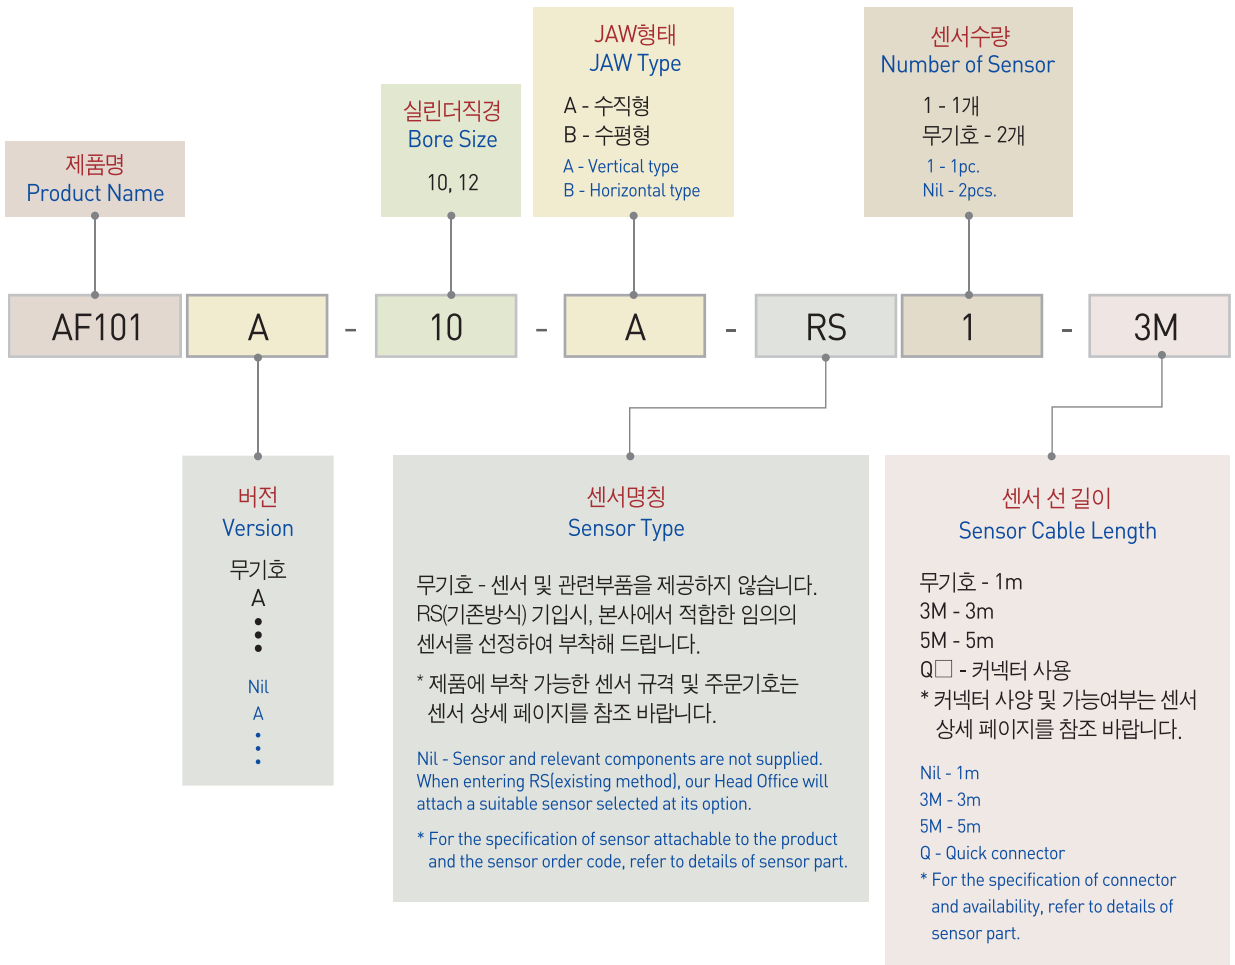 제품명
Product Name
실린더직경
Bore Size
10, 12
JAW형태
JAW Type
A - 수직형
B - 수평형
A - Vertical type
B - Horizontal type
센서수량
Number of Sensor
1 - 1개
무기호 - 2개
1 - 1pc.
Nil - 2pcs.
AF101 A - 10 - A - RS 1 - 3M
버전
Version
무기호
A
Nil
A
센서명칭
Sensor Type
무기호 - 센서 및 관련부품을 제공하지 않습니다.
RS(기존방식) 기입시, 본사에서 적합한 임의의
센서를 선정하여 부착해 드립니다.
* 제품에 부착 가능한 센서 규격 및 주문기호는
센서 상세 페이지를 참조 바랍니다.
Nil - Sensor and relevant components are not supplied.
When entering RS(existing method), our Head Office will
attach a suitable sensor selected at its option.
* For the specification of sensor attachable to the product
and the sensor order code, refer to details of sensor part.
센서 선 길이
Sensor Cable Length
무기호 - 1m
3M - 3m
5M - 5m
Q□ - 커넥터 사용
* 커넥터 사양 및 가능여부는 센서
상세 페이지를 참조 바랍니다.
Nil - 1m
3M - 3m
5M - 5m
Q - Quick connector
* For the specification of connector
and availability, refer to details of
sensor part.